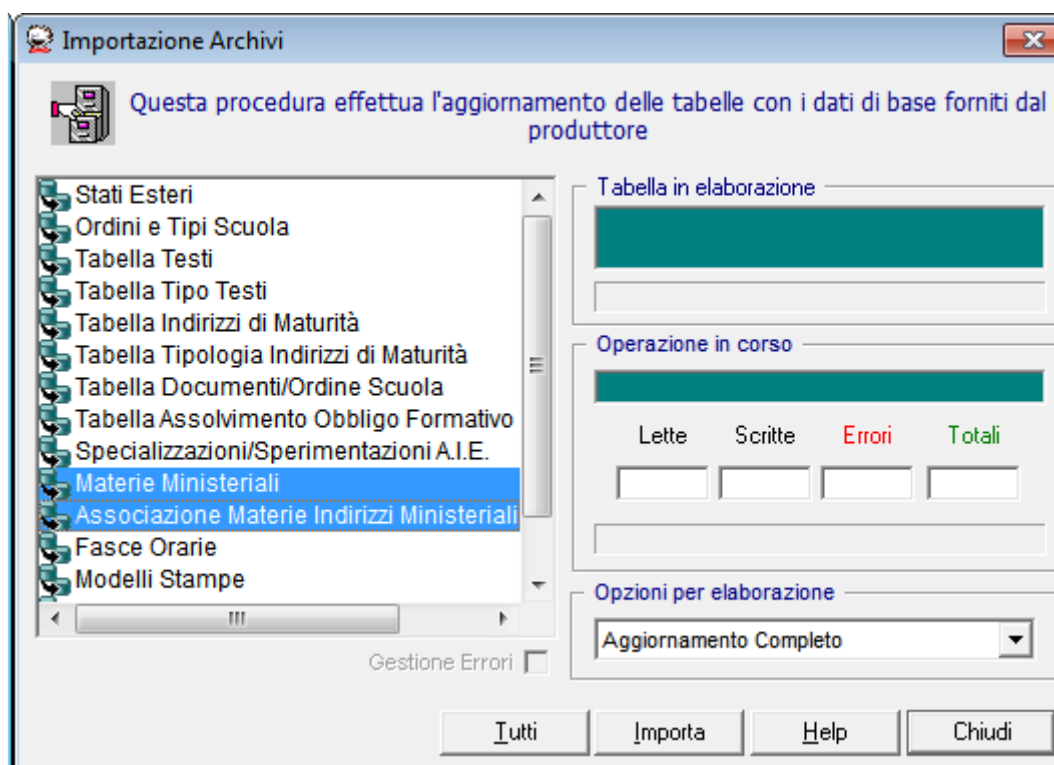 Importazione Archivi
Questa procedura effettua l'aggiornamento delle tabelle con i dati di base forniti dal
produttore
Stati Esteri
Ordini e Tipi Scuola
Tabella Testi
Tabella Tipo Testi
Tabella Indirizzi di Maturità
Tabella Tipologia Indirizzi di Maturità
Tabella Documenti/Ordine Scuola
Tabella Assolvimento Obbligo Formativo
Specializzazioni/Sperimentazioni A.I.E.
Materie Ministeriali
Associazione Materie Indirizzi Ministeriali
Fasce Orarie
Modelli Stampe
Gestione Errori
Tabella in elaborazione
Operazione in corso
Lette Scritte Errori Totali
Opzioni per elaborazione
Aggiornamento Completo
Tutti Importa Help Chiudi